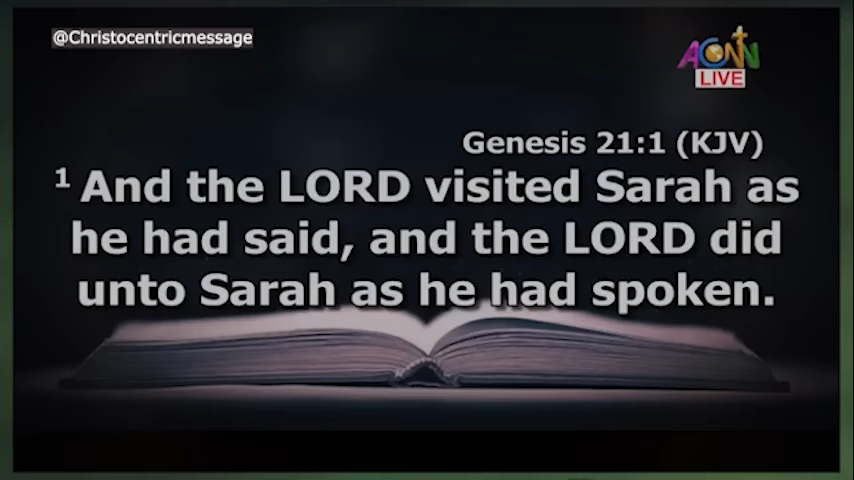 @Christocentricmessage
ACNN
LIVE
Genesis 21:1 (KJV)
1 And the LORD visited Sarah as
he had said, and the LORD did
unto Sarah as he had spoken.